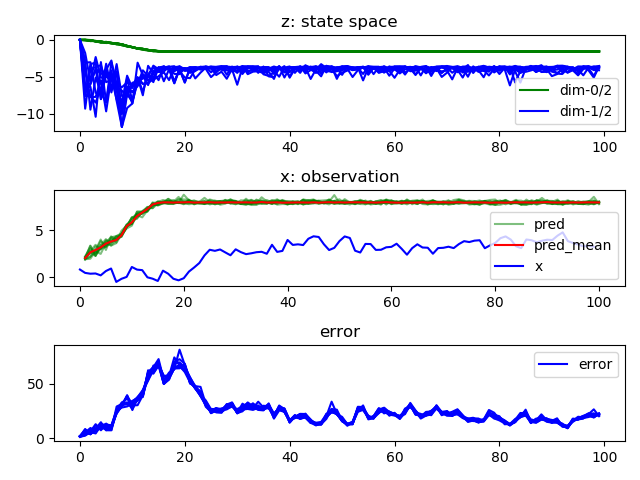 z: state space
0
−5
−10
dim-0/2
dim-1/2
0 20 40 60 80 100
x: observation
5
0
pred
pred_mean
x
0 20 40 60 80 100
error
50
0
error
0 20 40 60 80 100